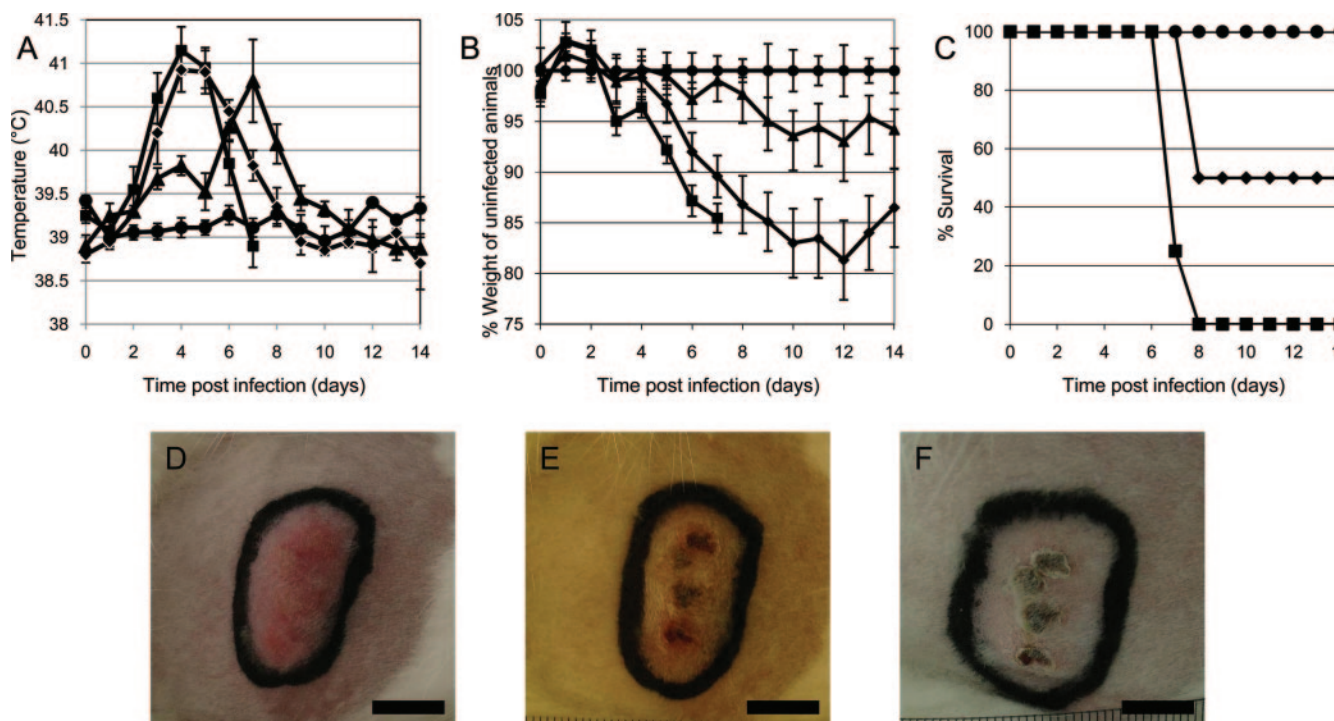 A
Temperature (°C)
41.5
41
40.5
40
39.5
39
38.5
38
0 2 4 6 8 10 12 14
Time post infection (days)
B
% Weight of uninfected animals
105
100
95
90
85
80
75
0 2 4 6 8 10 12 14
Time post infection (days)
C
% Survival
100
80
60
40
20
0
0 2 4 6 8 10 12 14
Time post infection (days)
D
E
F